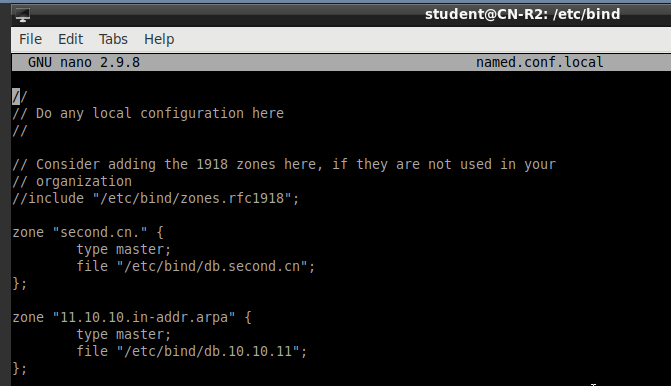 student@CN-R2: /etc/bind
File Edit Tabs Help
GNU nano 2.9.8 named.conf.local
//
// Do any local configuration here
//
// Consider adding the 1918 zones here, if they are not used in your
// organization
//include "/etc/bind/zones.rfc1918";
zone "second.cn." {
type master;
file "/etc/bind/db.second.cn";
};
zone "11.10.10.in-addr.arpa" {
type master;
file "/etc/bind/db.10.10.11";
};